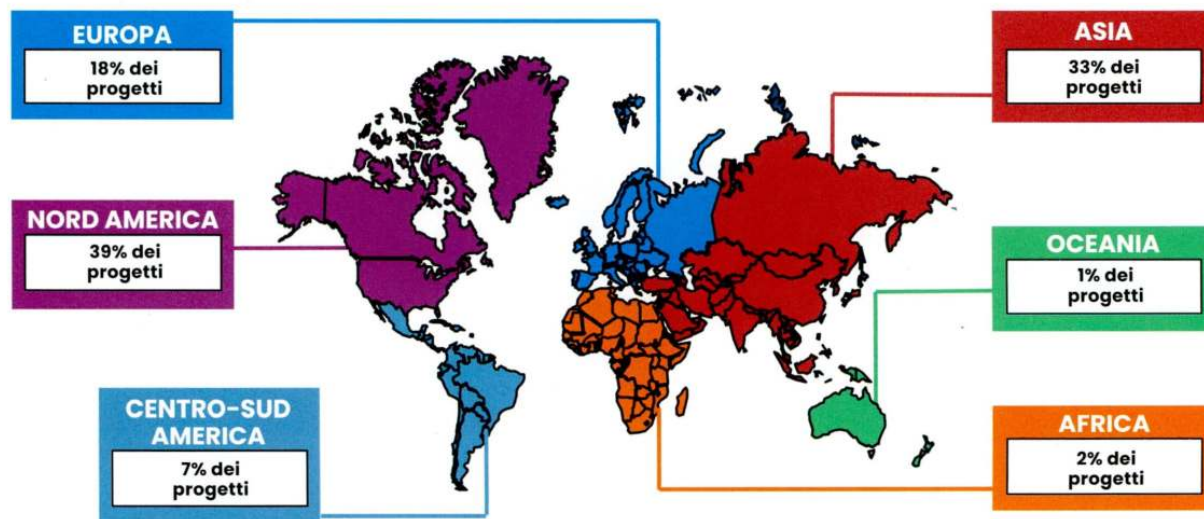 EUROPA
18% dei
progetti
ASIA
33% dei
progetti
NORD AMERICA
39% dei
progetti
OCEANIA
1% dei
progetti
CENTRO-SUD
AMERICA
7% dei
progetti
AFRICA
2% dei
progetti